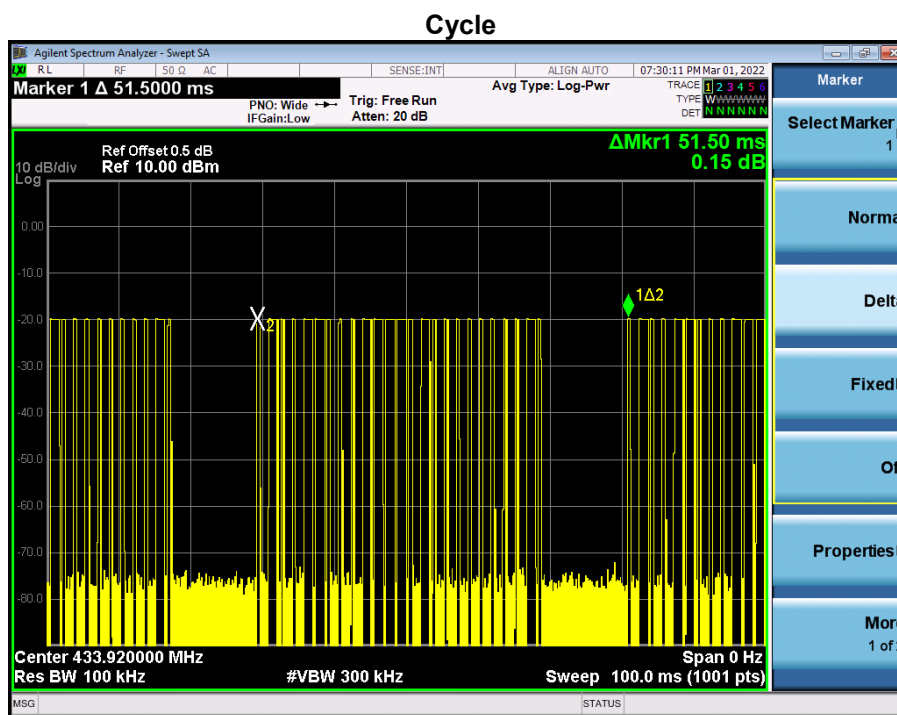 Cycle
Agilent Spectrum Analyzer - Swept SA
LXI RL RF 50 Ω AC SENSE:INT ALIGN AUTO 07:30:11 PM Mar 01, 2022
Marker 1 Δ 51.5000 ms
PNO: Wide
IFGain:Low
Trig: Free Run
Atten: 20 dB
Avg Type: Log-Pwr
TRACE 1 2 3 4 5 6
TYPE WWWWWW
DET N N N N N N
Marker
Select Marker
1
Norma
Delt
Fixed
Of
Properties
Mor
1 of
ΔMkr1 51.50 ms
0.15 dB
Ref Offset 0.5 dB
Ref 10.00 dBm
10 dB/div
Log
0.00
-10.0
-20.0
-30.0
-40.0
-50.0
-60.0
-70.0
-80.0
X2
1Δ2
Center 433.920000 MHz
Span 0 Hz
Res BW 100 kHz
#VBW 300 kHz
Sweep 100.0 ms (1001 pts)
MSG
STATUS